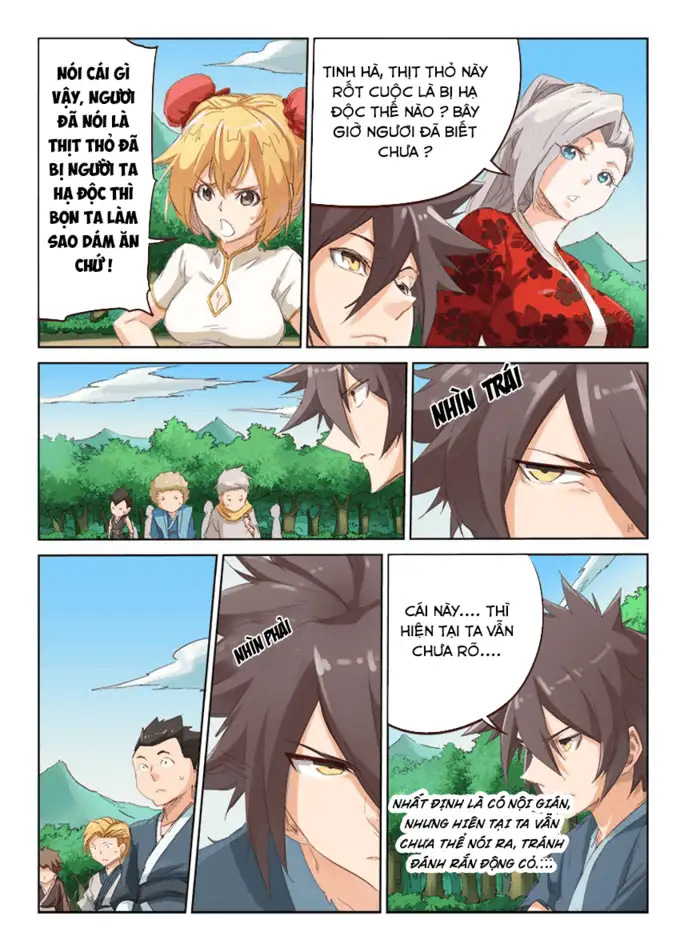 NÓI CÁI GÌ
VẬY, NGƯƠI
ĐÃ NÓI LÀ
THỊT THỎ ĐÃ
BỊ NGƯỜI TA
HẠ ĐỘC THÌ
BỌN TA LÀM
SAO DÁM ĂN
CHỨ !
TINH HÀ, THỊT THỎ NÀY
RỐT CUỘC LÀ BỊ HẠ
ĐỘC THẾ NÀO ? BÂY
GIỜ NGƯƠI ĐÃ BIẾT
CHƯA ?
NHÌN TRÁI
NHÌN PHẢI
CÁI NÀY.... THÌ
HIỆN TẠI TA VẪN
CHƯA RÕ....
NHẤT ĐỊNH LÀ CÓ NỘI GIÁN,
NHƯNG HIỆN TẠI TA VẪN
CHƯA THỂ NÓI RA, TRÁNH
ĐÁNH RẮN ĐỘNG CỎ....